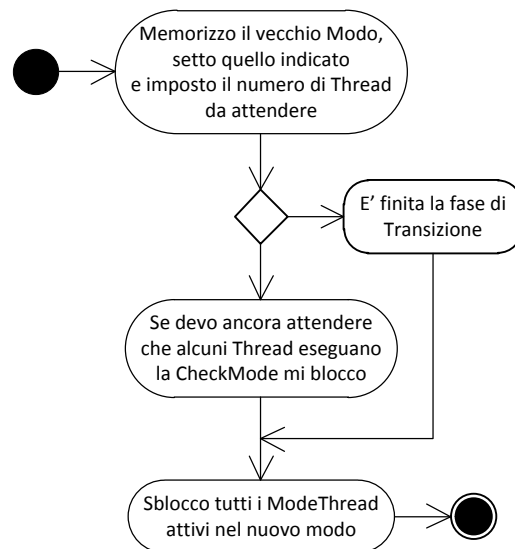 Memorizzo il vecchio Modo,
setto quello indicato
e imposto il numero di Thread
da attendere
E' finita la fase di
Transizione
Se devo ancora attendere
che alcuni Thread eseguano
la CheckMode mi blocco
Sblocco tutti i ModeThread
attivi nel nuovo modo